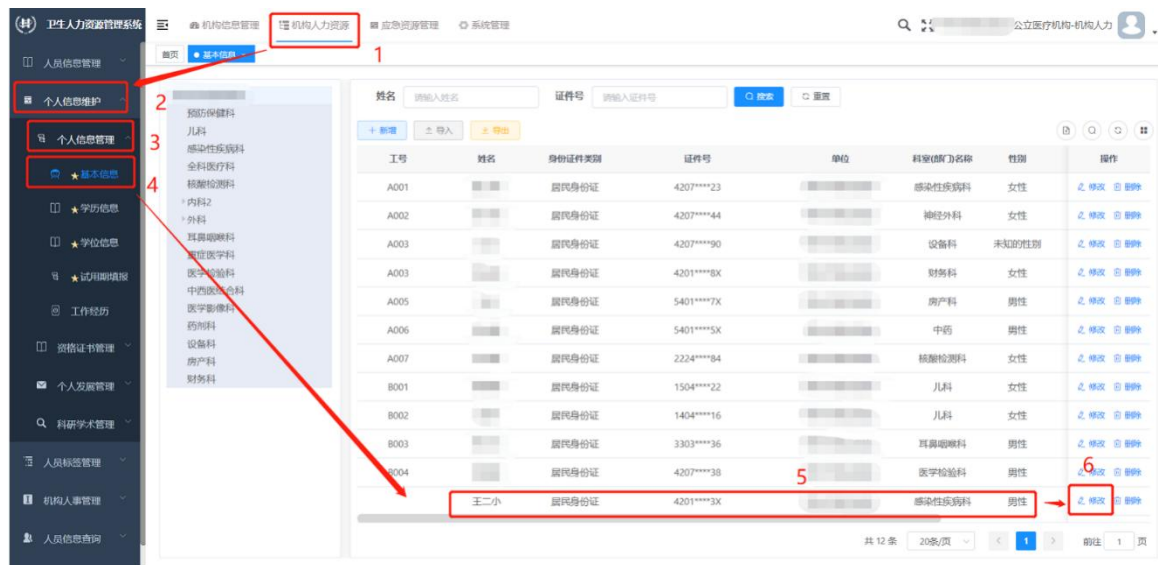 卫生人力资源管理系统 机构信息管理 机构人力资源 应急资源管理 系统管理 公立医疗机构-机构人力
1
首页 基本信息
人员信息管理
2
个人信息维护
3
个人信息管理
4
★基本信息
★学历信息
★学位信息
★试用期填报
工作经历
资格证书管理
个人发展管理
科研学术管理
人员标签管理
机构人事管理
人员信息查询
预防保健科
儿科
感染性疾病科
全科医疗科
核酸检测科
内科2
外科
耳鼻咽喉科
重症医学科
医学检验科
中西医结合科
医学影像科
药剂科
设备科
房产科
财务科
姓名 请输入姓名 证件号 请输入证件号 搜索 重置
+ 新增 导入 导出
工号 姓名 身份证件类别 证件号 单位 科室(部门)名称 性别 操作
A001 居民身份证 4207****23 感染性疾病科 女性 修改 删除
A002 居民身份证 4207****44 神经外科 女性 修改 删除
A003 居民身份证 4207****90 设备科 未知的性别 修改 删除
A003 居民身份证 4201****8X 财务科 女性 修改 删除
A005 居民身份证 5401****7X 房产科 男性 修改 删除
A006 居民身份证 5401****5X 中药 男性 修改 删除
A007 居民身份证 2224****84 核酸检测科 女性 修改 删除
B001 居民身份证 1504****22 儿科 女性 修改 删除
B002 居民身份证 1404****16 儿科 女性 修改 删除
B003 居民身份证 3303****36 耳鼻咽喉科 男性 修改 删除
B004 居民身份证 4207****38 医学检验科 男性 修改 删除
5 6
王二小 居民身份证 4201****3X 感染性疾病科 男性 修改 删除
共 12 条 20条/页 < 1 > 前往 1 页